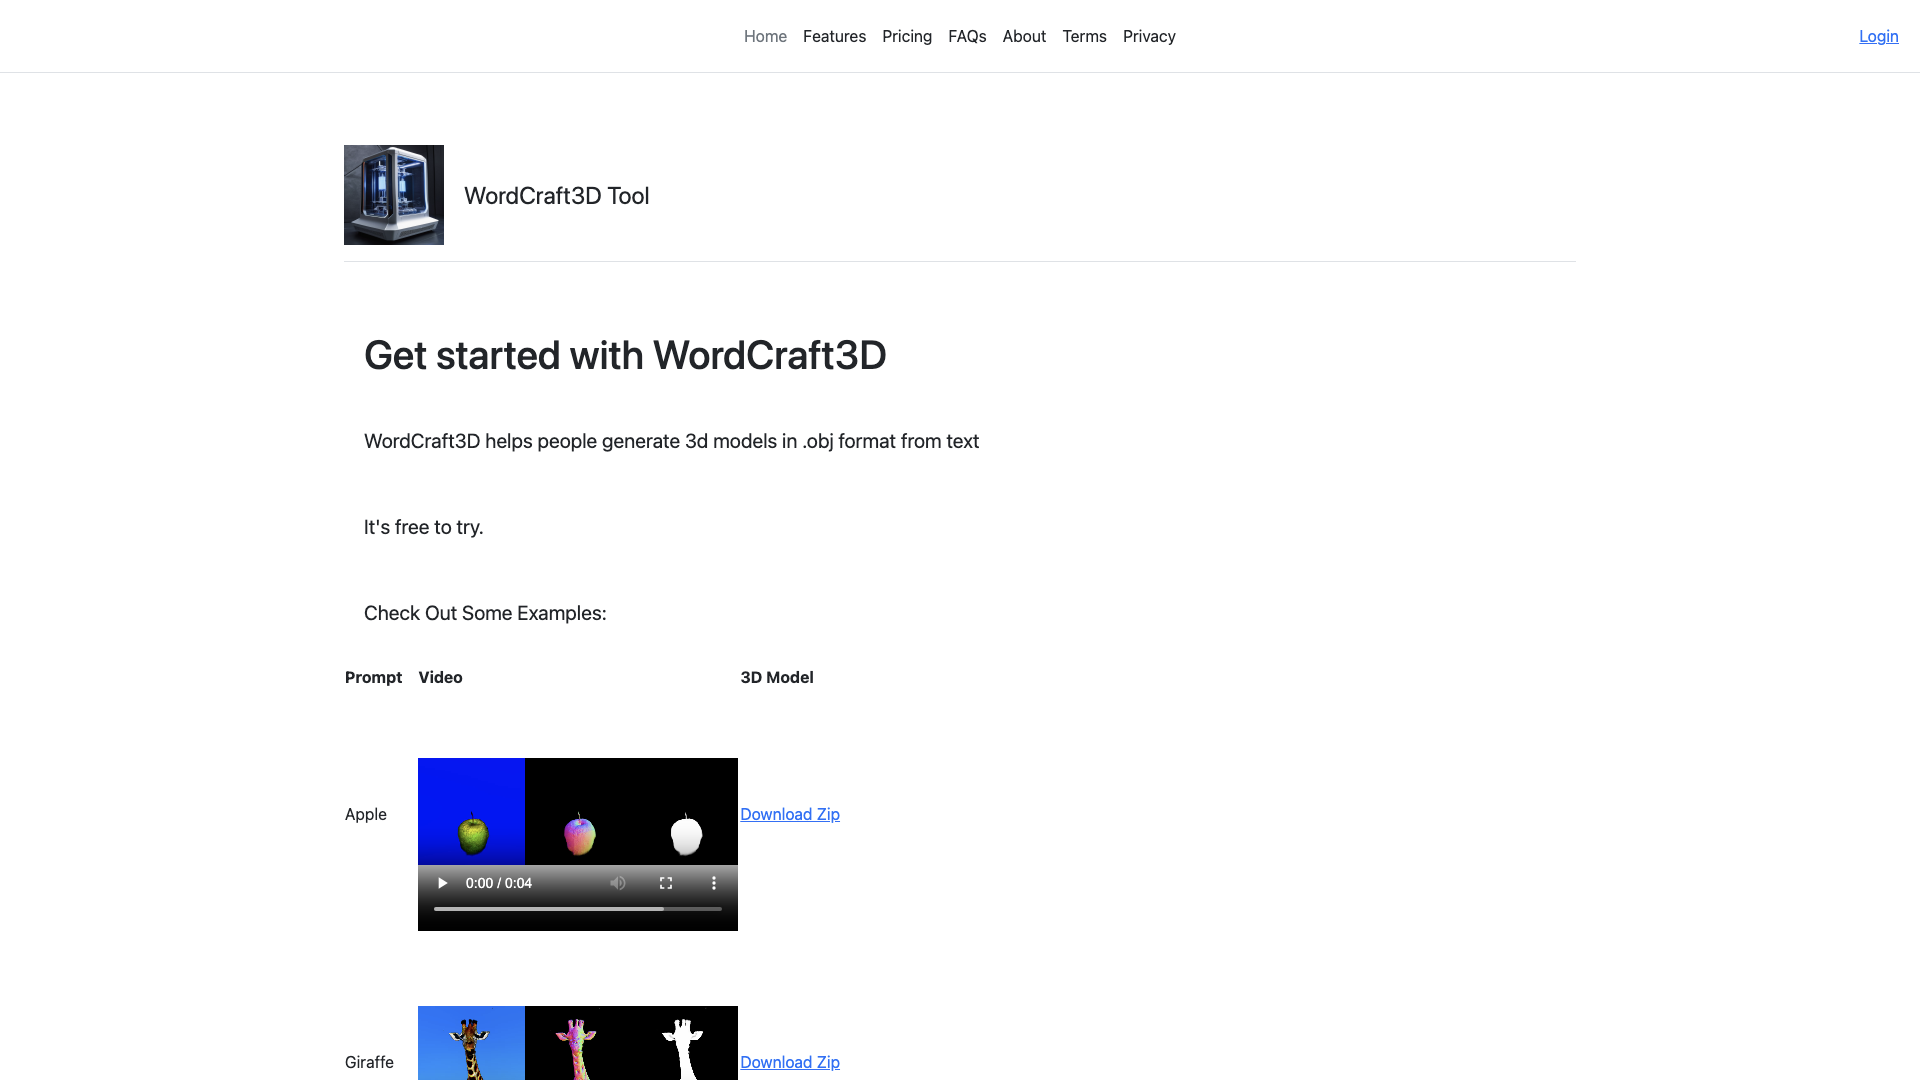 Home Features Pricing FAQs About Terms Privacy Login
WordCraft3D Tool
Get started with WordCraft3D
WordCraft3D helps people generate 3d models in .obj format from text
It's free to try.
Check Out Some Examples:
Prompt Video 3D Model
Apple Download Zip
0:00 / 0:04
Giraffe Download Zip